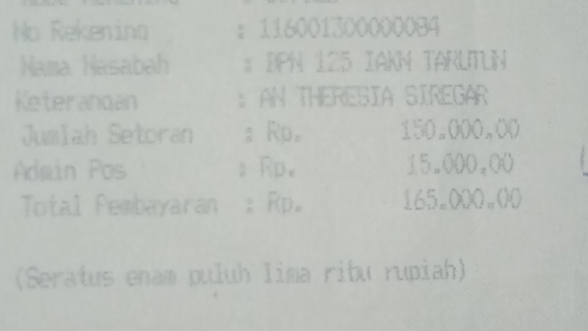 No Rekening : 116001300000084
Nama Nasabah : BPN 125 IAKN TARUTUN
Keterangan : AN THERESIA SIREGAR
Jumlah Setoran : Rp. 150.000,00
Admin Pos : Rp. 15.000,00
Total Pembayaran : Rp. 165.000,00
(Seratus enam puluh lima ribu rupiah)